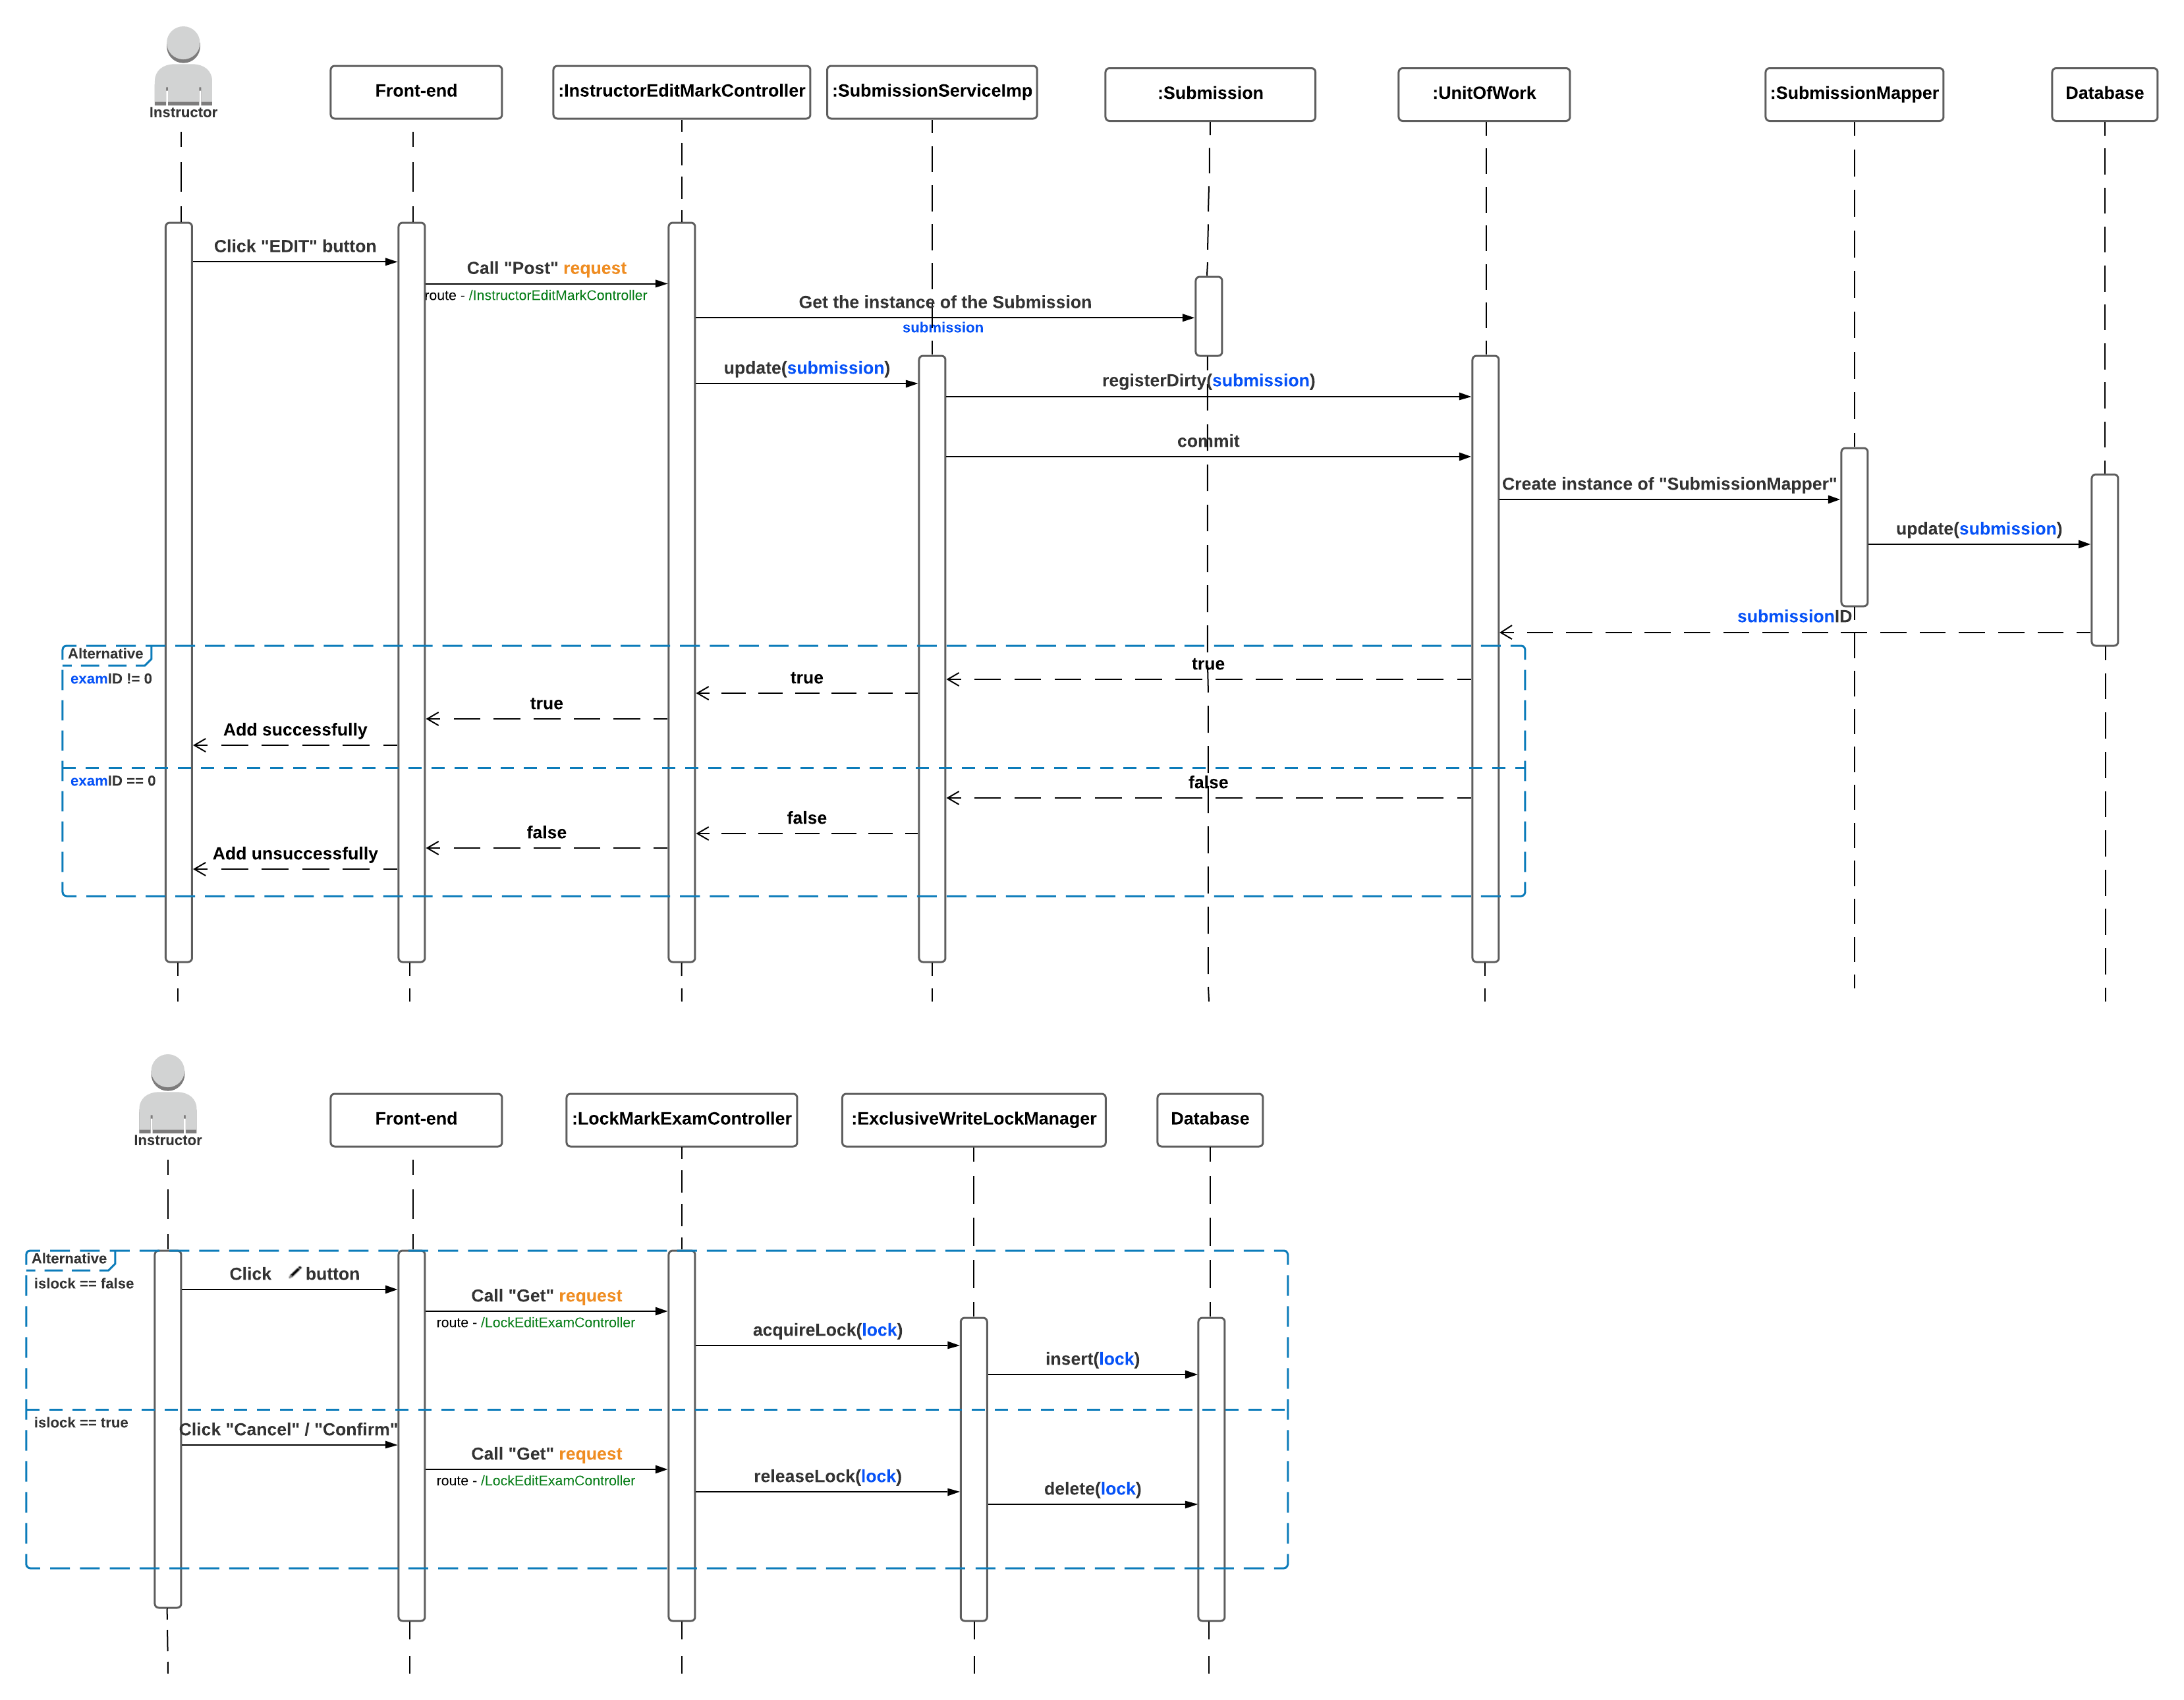 Instructor
Front-end
:InstructorEditMarkController
:SubmissionServiceImp
:Submission
:UnitOfWork
:SubmissionMapper
Database
Click "EDIT" button
Call "Post" request
route - /InstructorEditMarkController
Get the instance of the Submission
submission
update(submission)
registerDirty(submission)
commit
Create instance of "SubmissionMapper"
update(submission)
submissionID
Alternative
examID != 0
true
true
true
Add successfully
examID == 0
false
false
false
Add unsuccessfully
Instructor
Front-end
:LockMarkExamController
:ExclusiveWriteLockManager
Database
Alternative
islock == false
Click button
Call "Get" request
route - /LockEditExamController
acquireLock(lock)
insert(lock)
islock == true
Click "Cancel" / "Confirm"
Call "Get" request
route - /LockEditExamController
releaseLock(lock)
delete(lock)